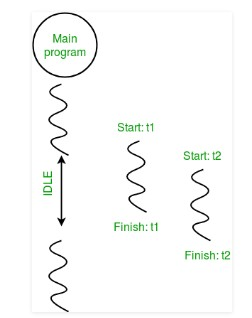 Main
program
Start: t1
Start: t2
IDLE
Finish: t1
Finish: t2